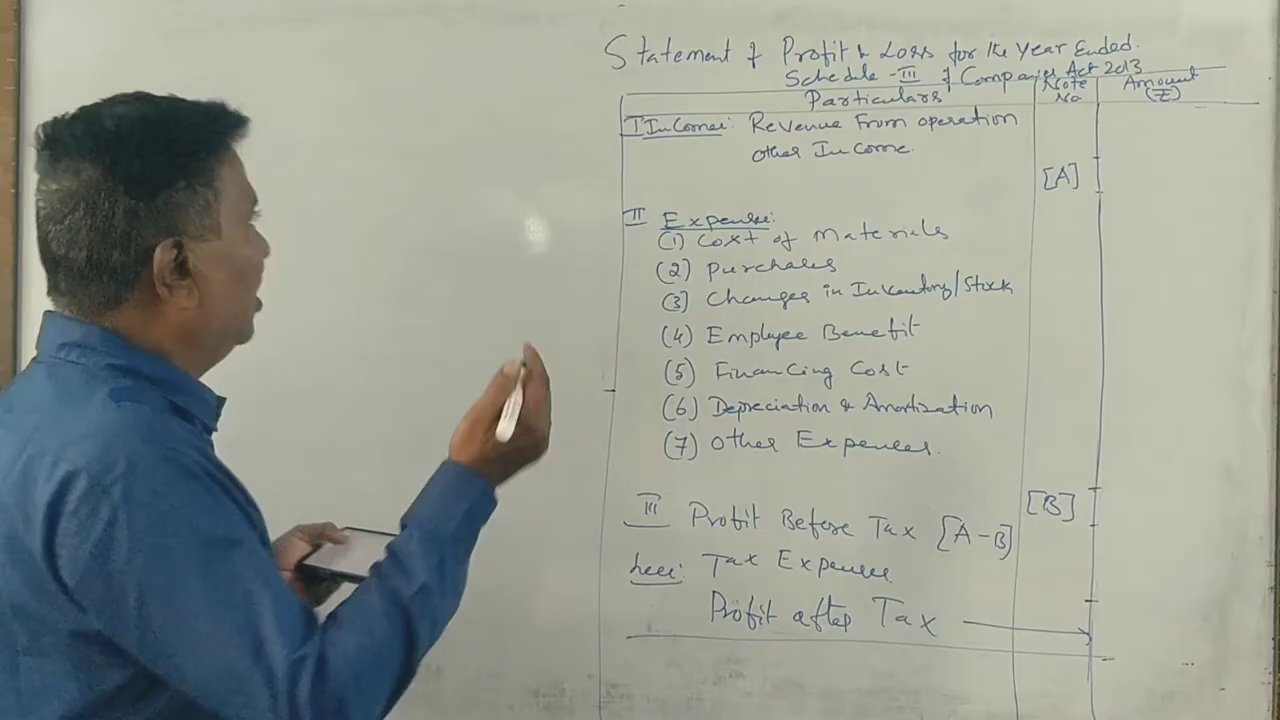 Statement of Profit & Loss for the Year Ended.
Schedule-III of Companies Act 2013
Particulars Note No Amount (₹)
I Income: Revenue From operation
other Income.
[A]
II Expense:
(1) Cost of Materials
(2) Purchases
(3) Changes in Inventory/Stock
(4) Employee Benefit
(5) Financing Cost
(6) Depreciation & Amortization
(7) Other Expenses.
[B]
III Profit Before Tax [A-B]
Less: Tax Expenses
Profit after Tax